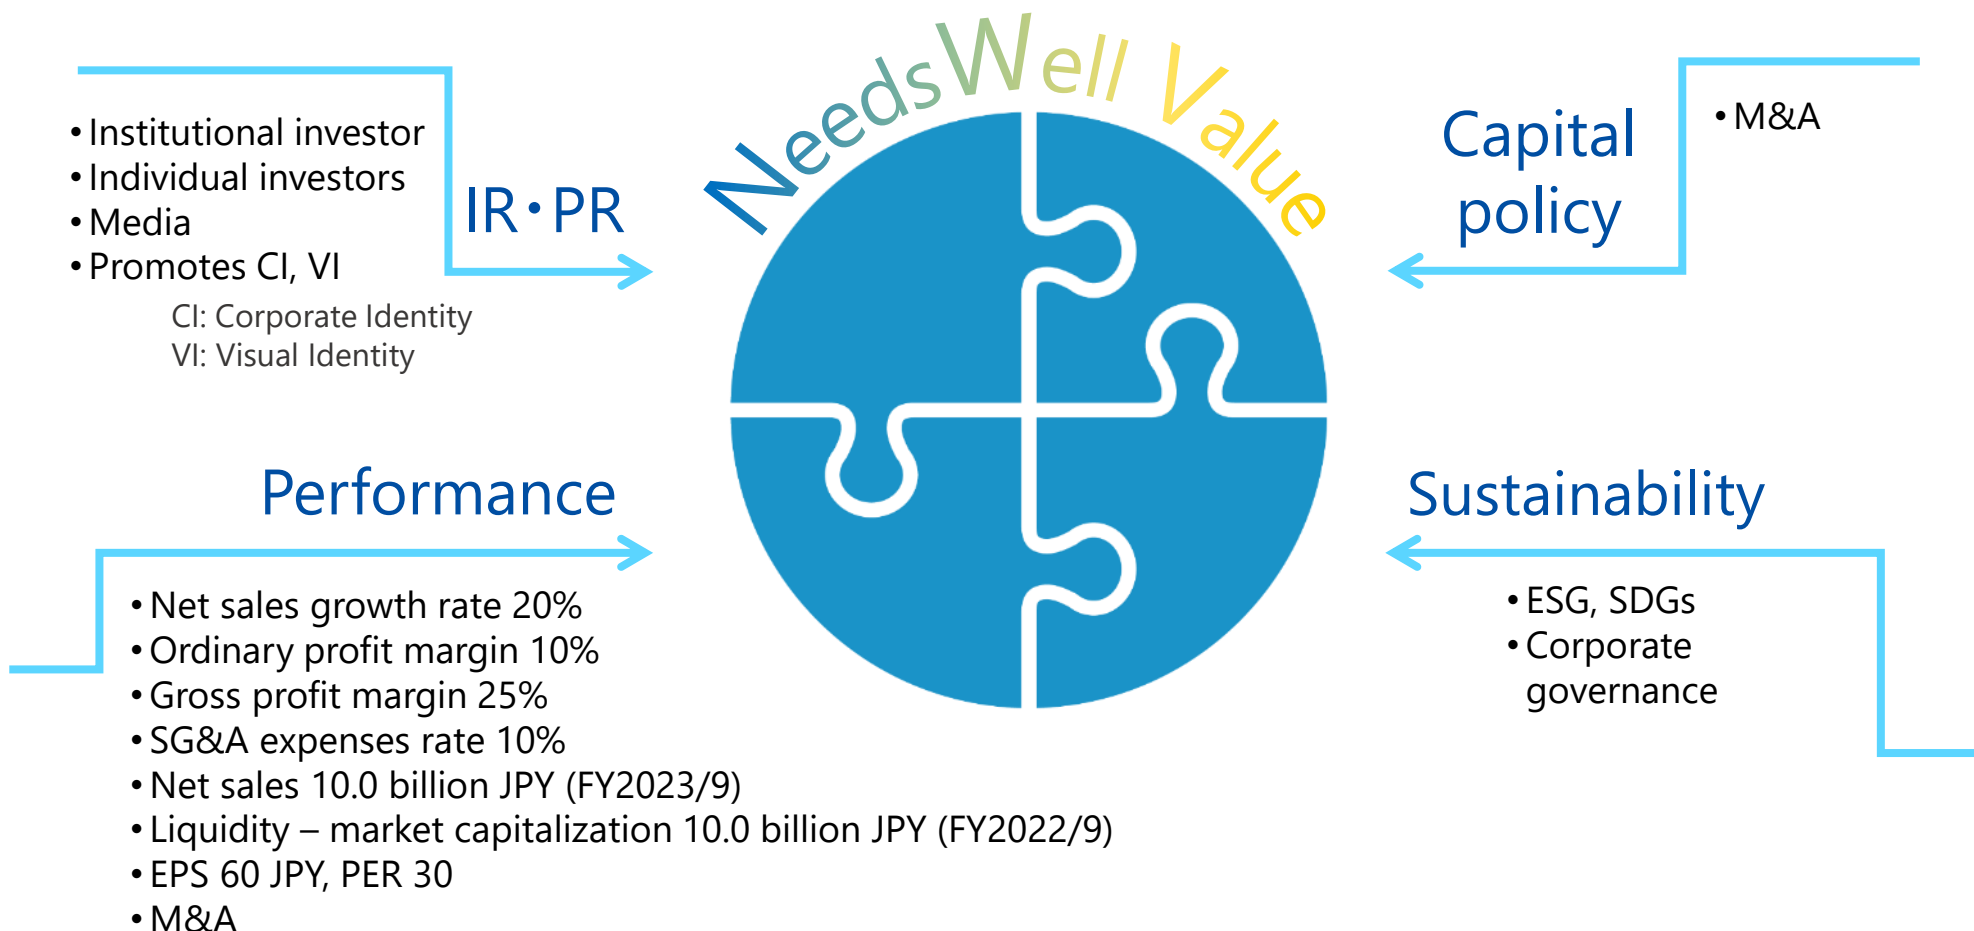 NeedsWell Value
• Institutional investor
• Individual investors
• Media
• Promotes CI, VI
CI: Corporate Identity
VI: Visual Identity
IR・PR
Capital
policy
• M&A
Performance
• Net sales growth rate 20%
• Ordinary profit margin 10%
• Gross profit margin 25%
• SG&A expenses rate 10%
• Net sales 10.0 billion JPY (FY2023/9)
• Liquidity – market capitalization 10.0 billion JPY (FY2022/9)
• EPS 60 JPY, PER 30
• M&A
Sustainability
• ESG, SDGs
• Corporate
governance